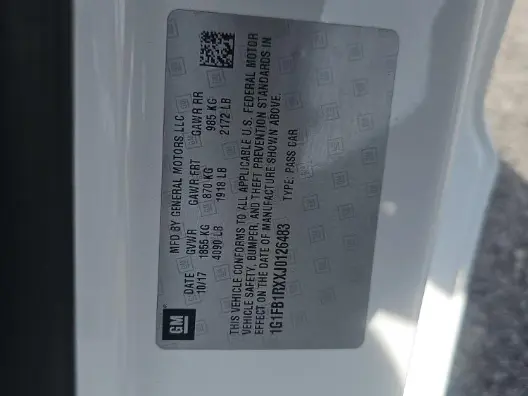 MFD BY GENERAL MOTORS LLC
DATE GVWR GAWR FRT GAWR RR
10/17 1855 KG 870 KG 985 KG
4090 LB 1918 LB 2172 LB
THIS VEHICLE CONFORMS TO ALL APPLICABLE U.S. FEDERAL MOTOR
VEHICLE SAFETY, BUMPER, AND THEFT PREVENTION STANDARDS IN
EFFECT ON THE DATE OF MANUFACTURE SHOWN ABOVE.
1G1FB1RXXJ0126483 TYPE: PASS CAR
GM